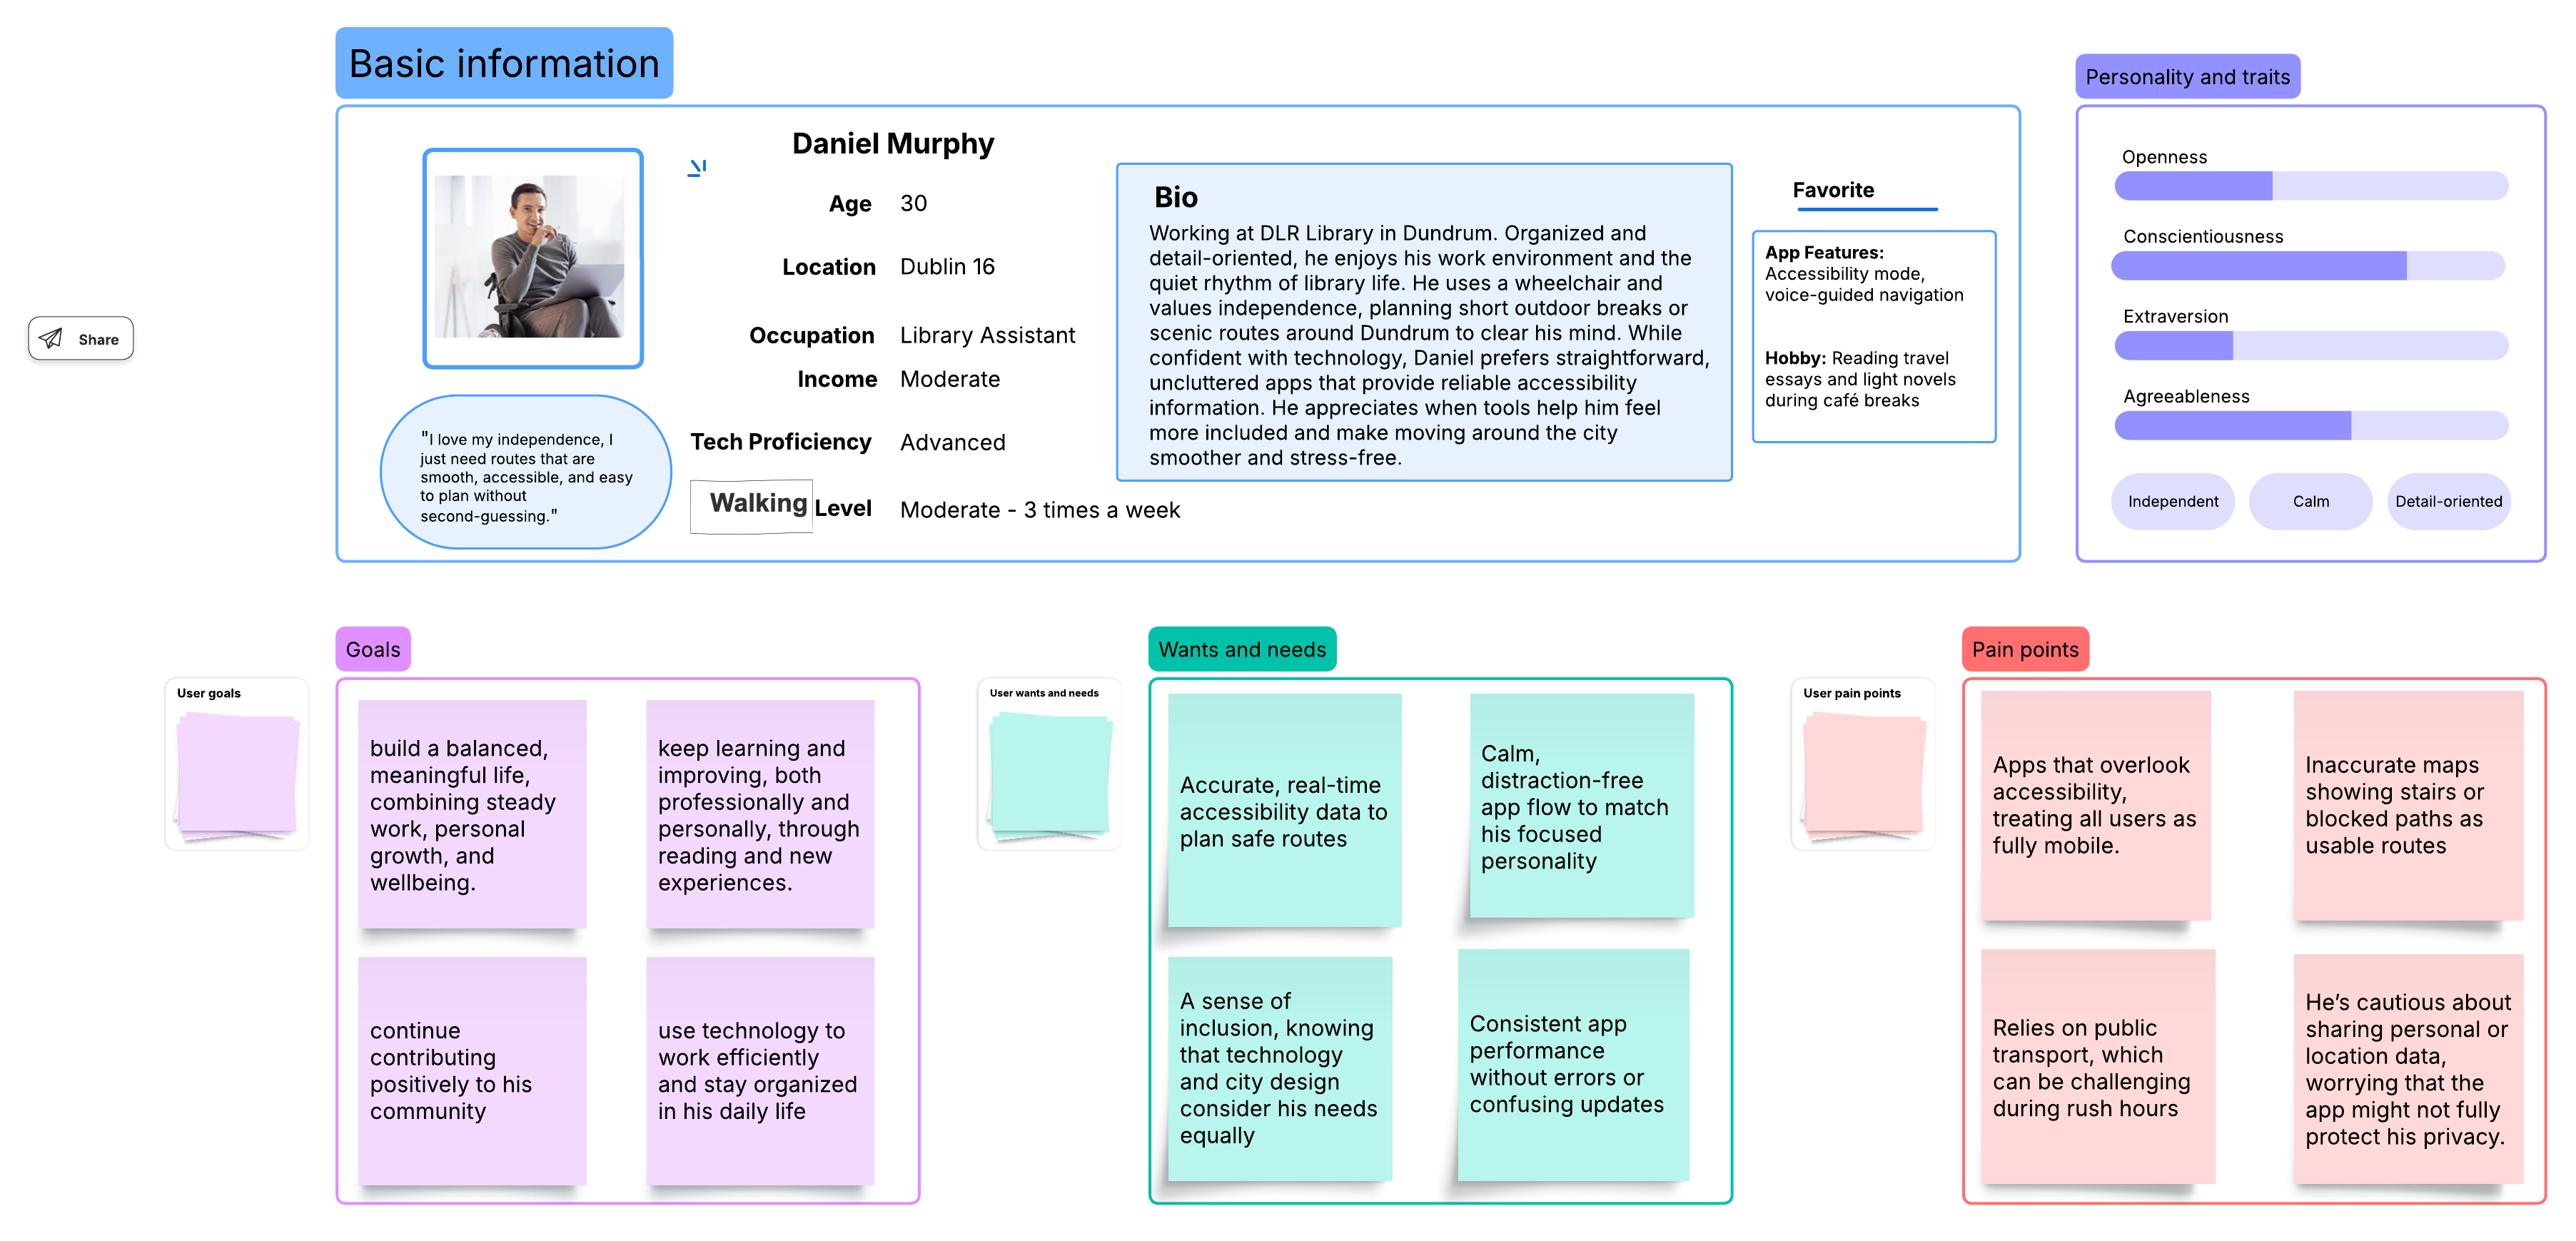 Basic information
Daniel Murphy
Age 30
Location Dublin 16
Occupation Library Assistant
Income Moderate
Tech Proficiency Advanced
Walking Level Moderate - 3 times a week
"I love my independence, I
just need routes that are
smooth, accessible, and easy
to plan without
second-guessing."
Share
Bio
Working at DLR Library in Dundrum. Organized and
detail-oriented, he enjoys his work environment and the
quiet rhythm of library life. He uses a wheelchair and
values independence, planning short outdoor breaks or
scenic routes around Dundrum to clear his mind. While
confident with technology, Daniel prefers straightforward,
uncluttered apps that provide reliable accessibility
information. He appreciates when tools help him feel
more included and make moving around the city
smoother and stress-free.
Favorite
App Features:
Accessibility mode,
voice-guided navigation
Hobby: Reading travel
essays and light novels
during café breaks
Personality and traits
Openness
Conscientiousness
Extraversion
Agreeableness
Independent Calm Detail-oriented
Goals
User goals
build a balanced,
meaningful life,
combining steady
work, personal
growth, and
wellbeing.
keep learning and
improving, both
professionally and
personally, through
reading and new
experiences.
continue
contributing
positively to his
community
use technology to
work efficiently
and stay organized
in his daily life
Wants and needs
User wants and needs
Accurate, real-time
accessibility data to
plan safe routes
Calm,
distraction-free
app flow to match
his focused
personality
A sense of
inclusion, knowing
that technology
and city design
consider his needs
equally
Consistent app
performance
without errors or
confusing updates
Pain points
User pain points
Apps that overlook
accessibility,
treating all users as
fully mobile.
Inaccurate maps
showing stairs or
blocked paths as
usable routes
Relies on public
transport, which
can be challenging
during rush hours
He’s cautious about
sharing personal or
location data,
worrying that the
app might not fully
protect his privacy.